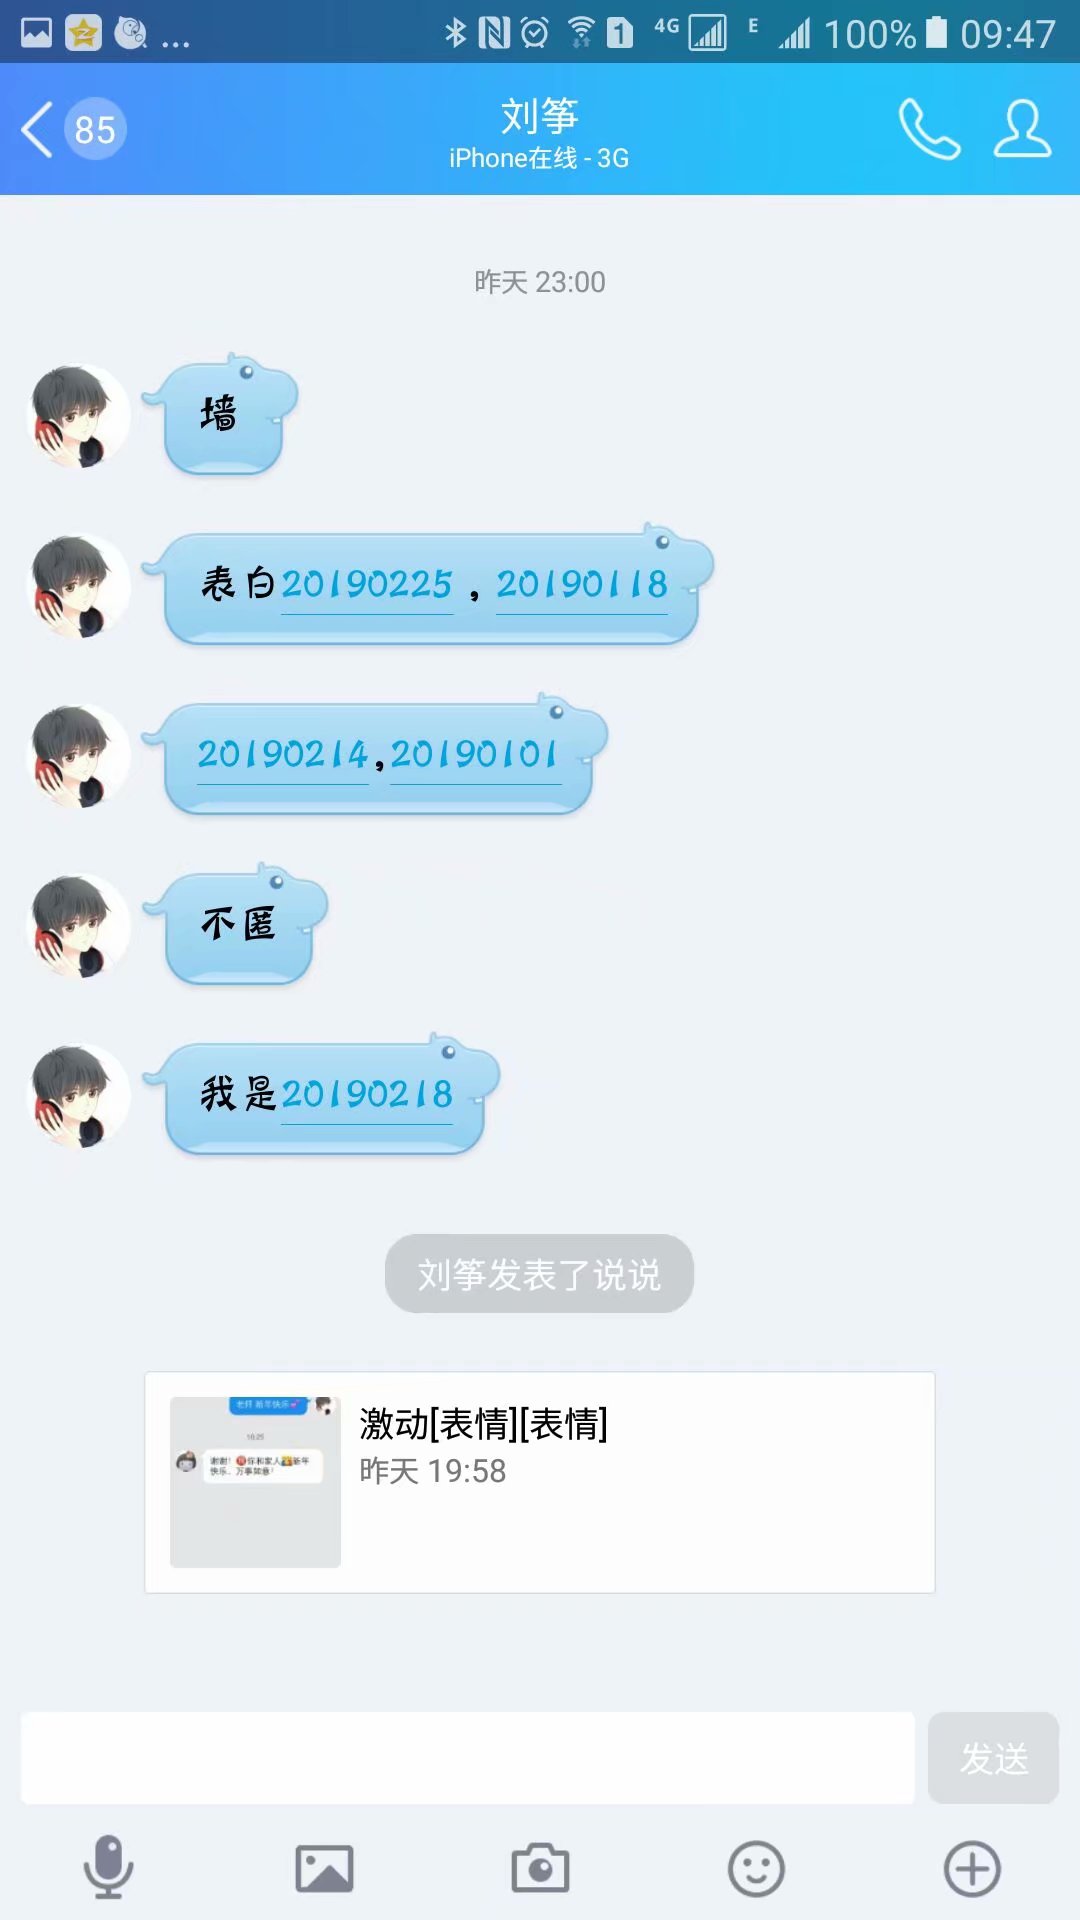 ... 1 4G E 100% 09:47
85
刘筝
iPhone在线 - 3G
昨天 23:00
墙
表白20190225，20190118
20190214,20190101
不匿
我是20190218
刘筝发表了说说
老师 新年快乐
19:25
谢谢！祝你和家人新年
快乐、万事如意！
激动[表情][表情]
昨天 19:58
发送